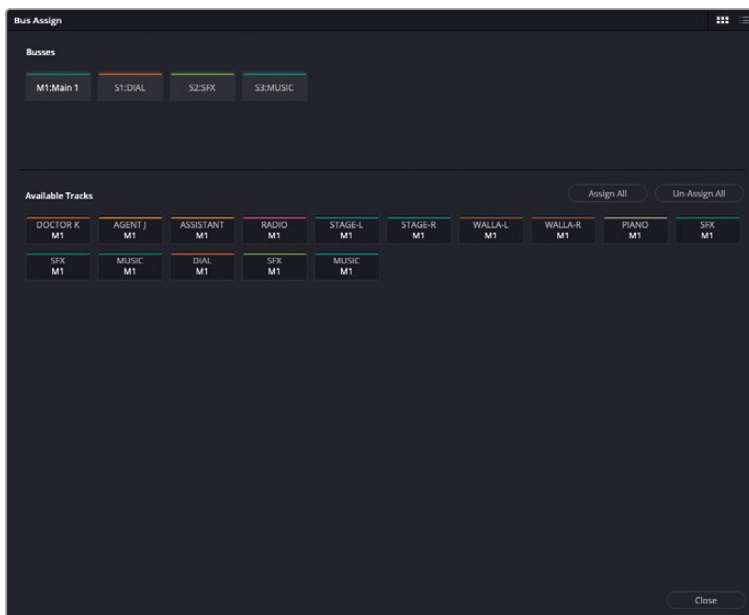 Bus Assign
Busses
M1:Main 1 S1:DIAL S2:SFX S3:MUSIC
Available Tracks Assign All Un-Assign All
DOCTOR K AGENT J ASSISTANT RADIO STAGE-L STAGE-R WALLA-L WALLA-R PIANO SFX
M1 M1 M1 M1 M1 M1 M1 M1 M1 M1
SFX MUSIC DIAL SFX MUSIC
M1 M1 M1 M1 M1
Close